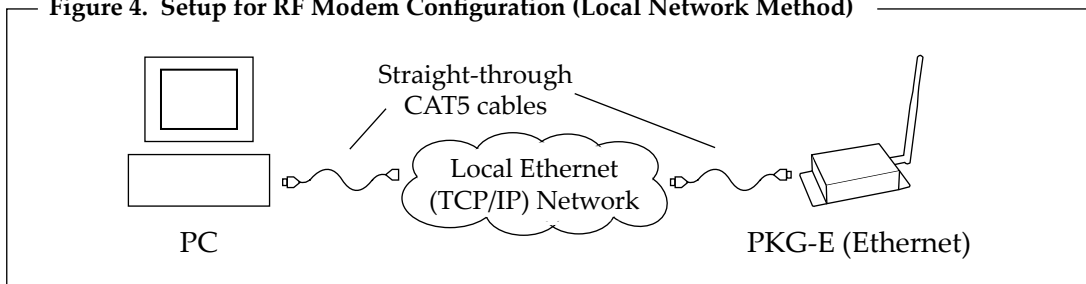 Figure 4.  Setup for RF Modem Configuration (Local Network Method)
Straight-through
CAT5 cables
Local Ethernet
(TCP/IP) Network
PC
PKG-E (Ethernet)